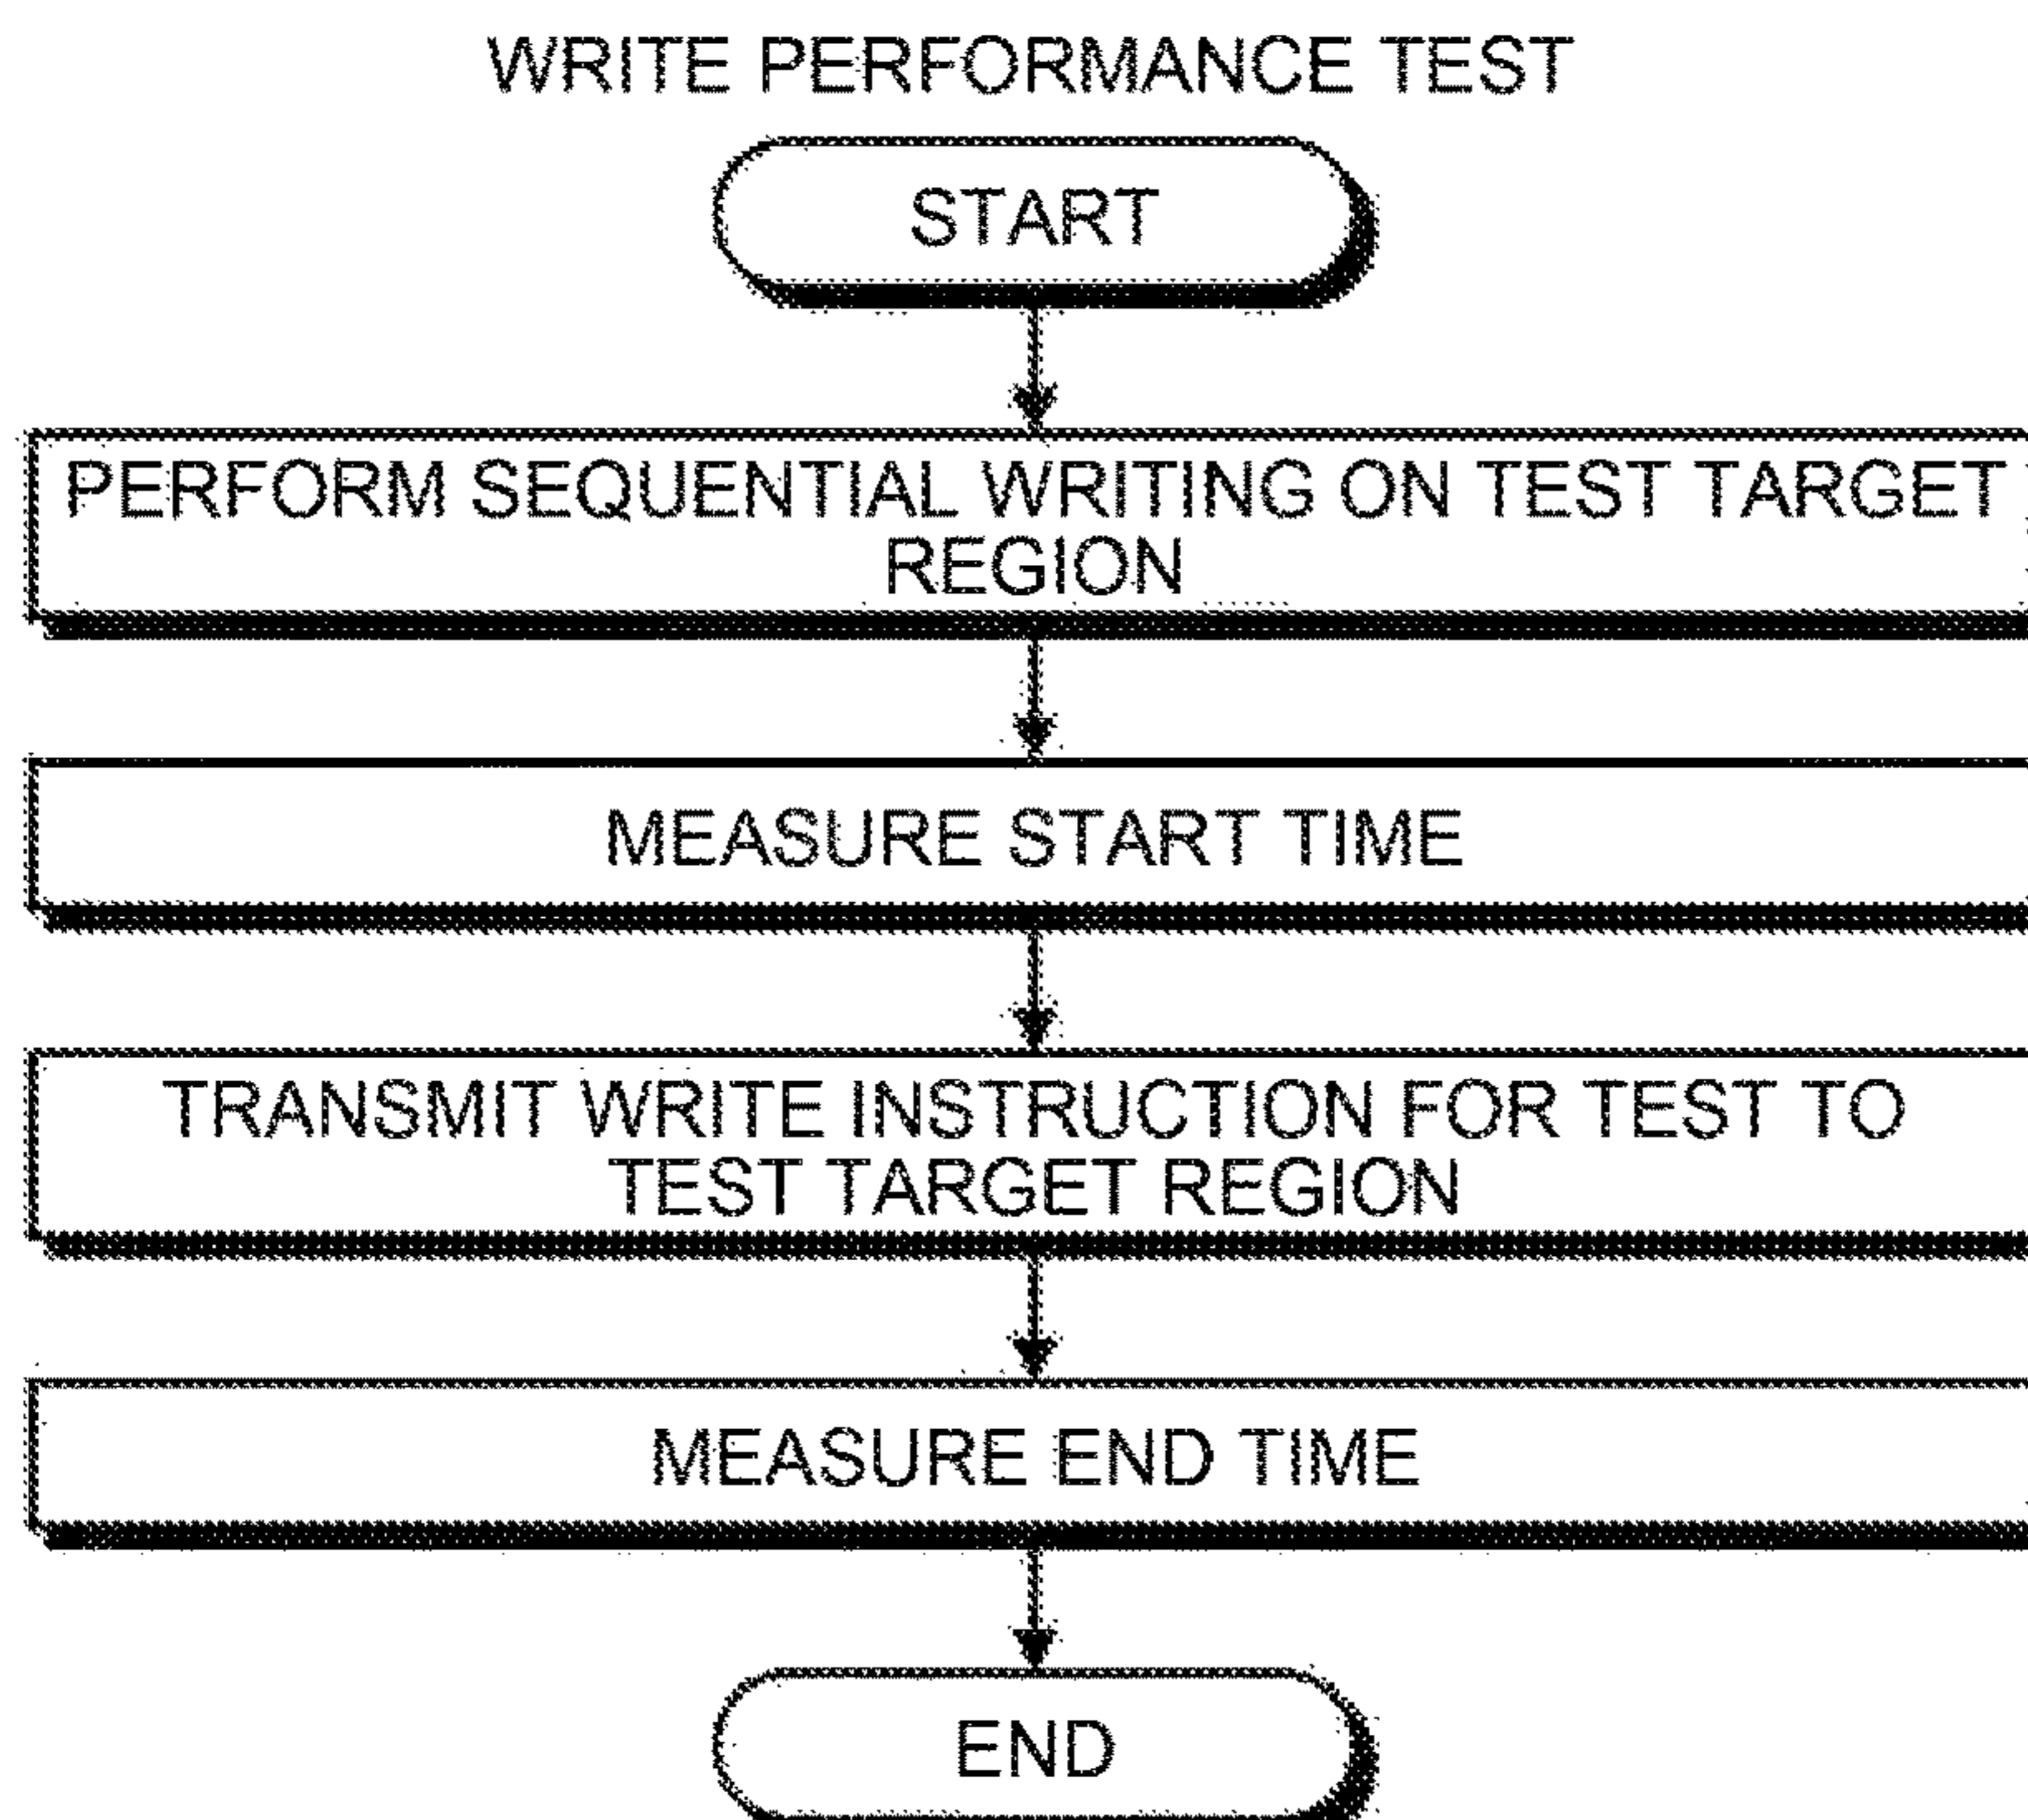 WRITE PERFORMANCE TEST
START
PERFORM SEQUENTIAL WRITING ON TEST TARGET
REGION
MEASURE START TIME
TRANSMIT WRITE INSTRUCTION FOR TEST TO
TEST TARGET REGION
MEASURE END TIME
END